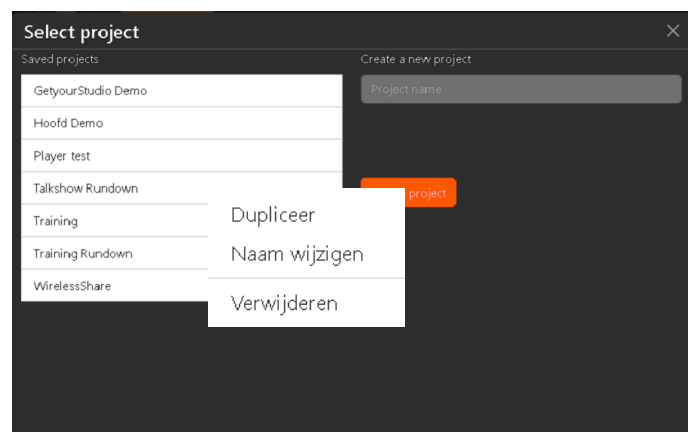 Select project
Saved projects
Create a new project
GetyourStudio Demo
Project name
Hoofd Demo
Player test
Talkshow Rundown
project
Training
Training Rundown
WirelessShare
Dupliceer
Naam wijzigen
Verwijderen